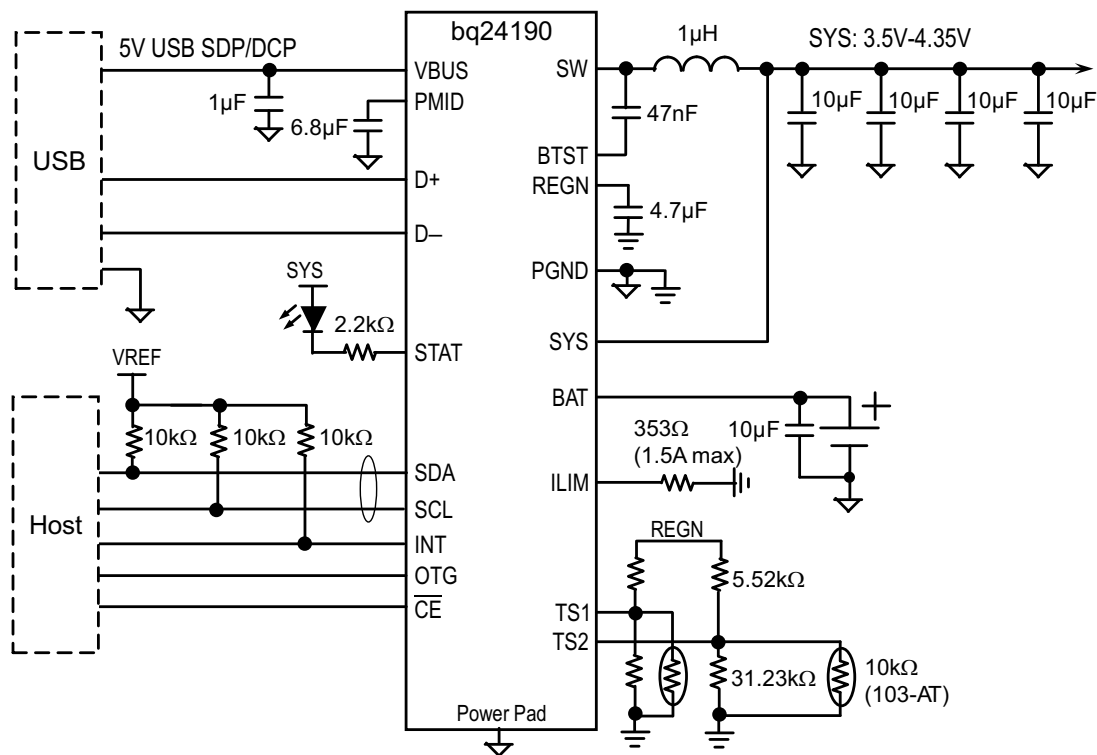 bq24190
5V USB SDP/DCP
1µH
SYS: 3.5V-4.35V
VBUS
SW
PMID
1µF
6.8µF
47nF
10µF
10µF
10µF
10µF
USB
BTST
D+
REGN
4.7µF
D–
PGND
SYS
2.2kΩ
STAT
SYS
VREF
BAT
10kΩ
10kΩ
10kΩ
353Ω
(1.5A max)
10µF
+
SDA
ILIM
SCL
Host
INT
REGN
OTG
5.52kΩ
CE
TS1
TS2
31.23kΩ
10kΩ
(103-AT)
Power Pad